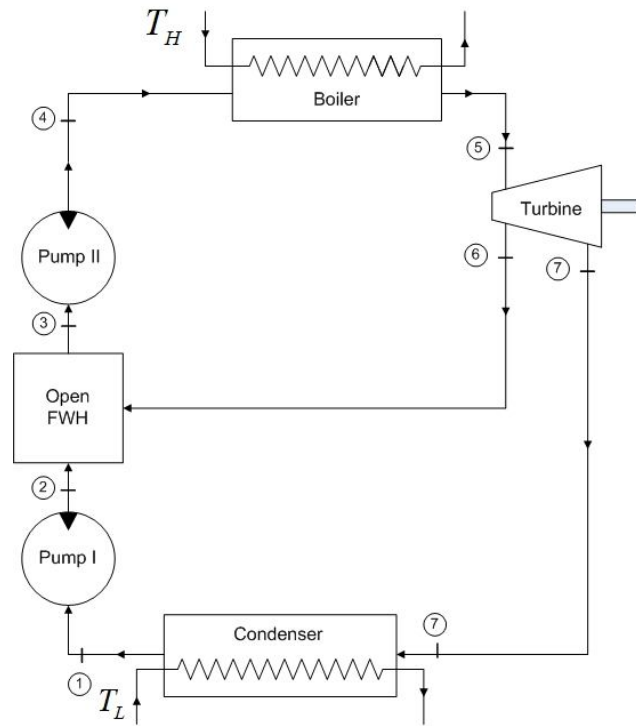 T_H
Boiler
4
5
Turbine
Pump II
6
7
3
Open
FWH
2
Pump I
Condenser
7
1
T_L